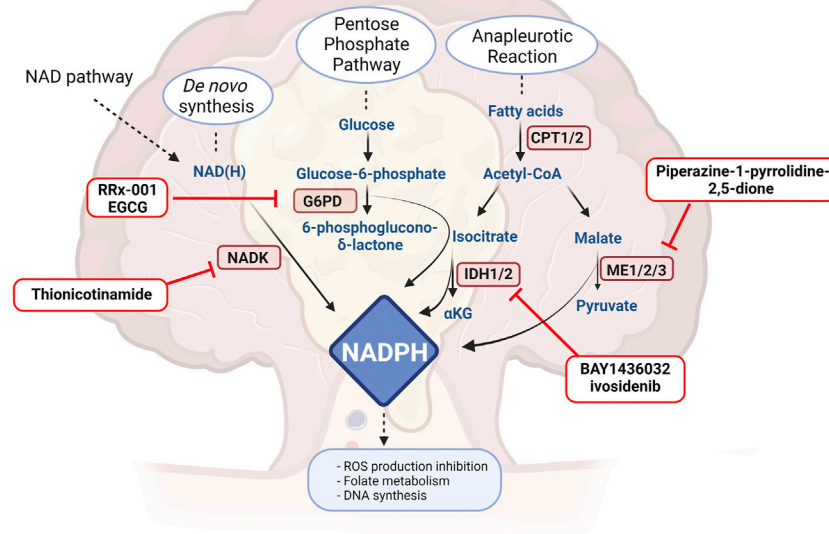 Pentose
Phosphate
Pathway
Anapleurotic
Reaction
NAD pathway
De novo
synthesis
Glucose
Fatty acids
CPT1/2
NAD(H)
Glucose-6-phosphate
Acetyl-CoA
Piperazine-1-pyrrolidine-
2,5-dione
RRx-001
EGCG
G6PD
6-phosphoglucono-
δ-lactone
Isocitrate
Malate
NADK
IDH1/2
ME1/2/3
Thionicotinamide
αKG
Pyruvate
NADPH
BAY1436032
ivosidenib
- ROS production inhibition
- Folate metabolism
- DNA synthesis